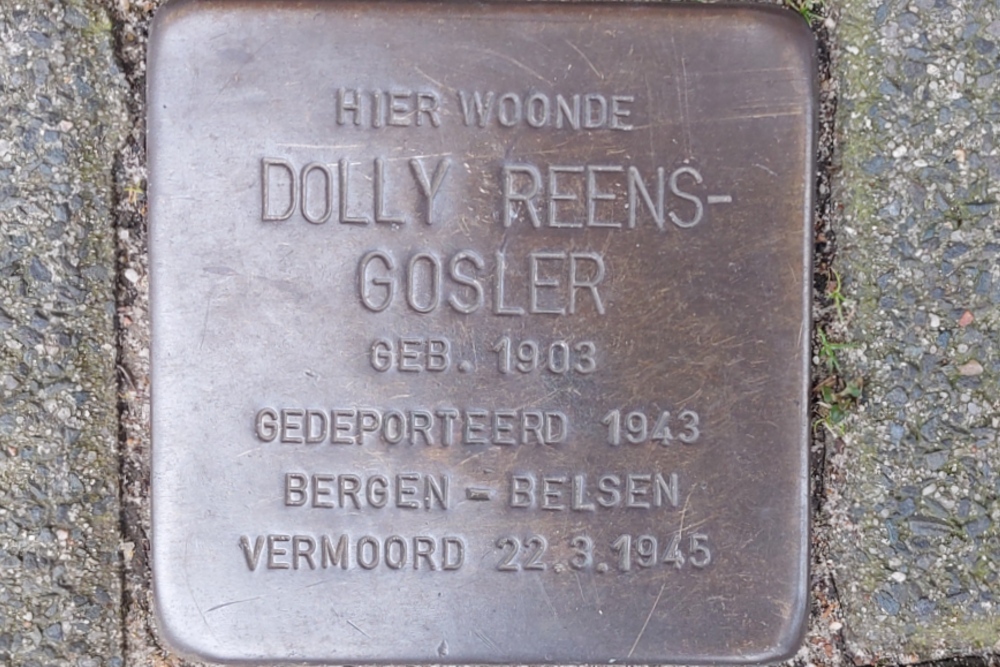 HIER WOONDE
DOLLY REENS-
GOSLER
GEB. 1903
GEDEPORTEERD 1943
BERGEN - BELSEN
VERMOORD 22.3.1945